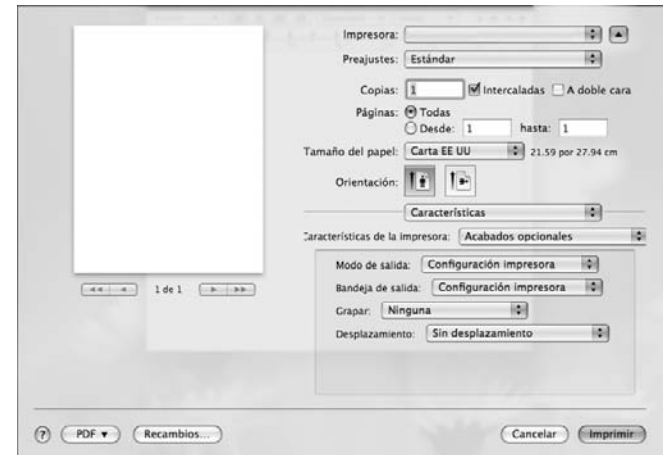 Impresora:
Preajustes: Estándar
Copias: 1 Intercaladas A doble cara
Páginas: Todas
Desde: 1 hasta: 1
Tamaño del papel: Carta EE UU 21.59 por 27.94 cm
Orientación:
Características
Características de la impresora: Acabados opcionales
Modo de salida: Configuración impresora
Bandeja de salida: Configuración impresora
Grapar: Ninguna
Desplazamiento: Sin desplazamiento
1 de 1
? PDF Recambios... Cancelar Imprimir